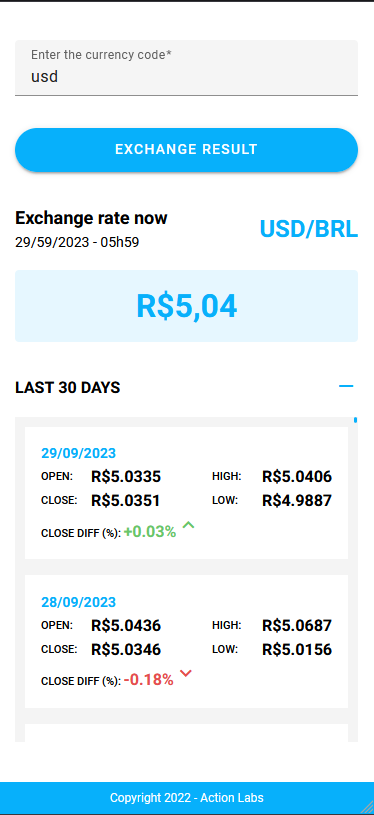 Enter the currency code*
usd
EXCHANGE RESULT
Exchange rate now
29/59/2023 - 05h59
USD/BRL
R$5,04
LAST 30 DAYS
29/09/2023
OPEN: R$5.0335 HIGH: R$5.0406
CLOSE: R$5.0351 LOW: R$4.9887
CLOSE DIFF (%): +0.03%
28/09/2023
OPEN: R$5.0436 HIGH: R$5.0687
CLOSE: R$5.0346 LOW: R$5.0156
CLOSE DIFF (%): -0.18%
Copyright 2022 - Action Labs